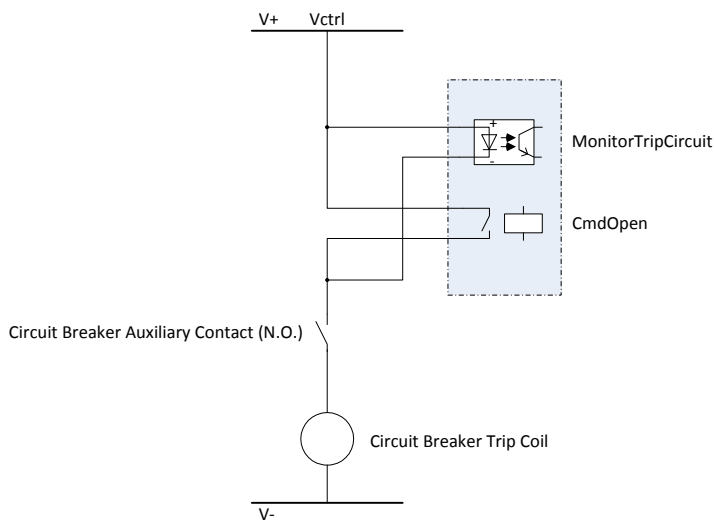 V+ Vctrl
+
MonitorTripCircuit
-
CmdOpen
Circuit Breaker Auxiliary Contact (N.O.)
Circuit Breaker Trip Coil
V-